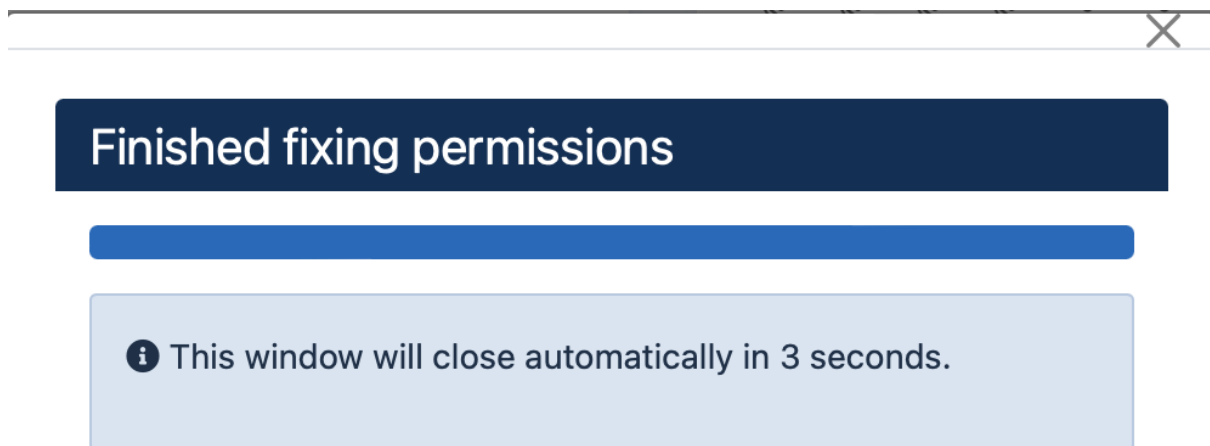 Finished fixing permissions
This window will close automatically in 3 seconds.